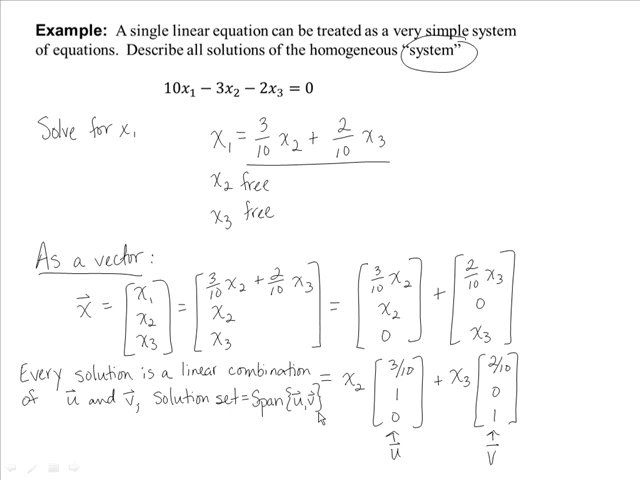 Example: A single linear equation can be treated as a very simple system
of equations. Describe all solutions of the homogeneous “system”
10x₁ − 3x₂ − 2x₃ = 0
Solve for x₁
x₁ = 3/10 x₂ + 2/10 x₃
x₂ free
x₃ free
As a vector:
x⃗ = [x₁ x₂ x₃] = [3/10 x₂ + 2/10 x₃ x₂ x₃] = [3/10 x₂ x₂ 0] + [2/10 x₃ 0 x₃]
Every solution is a linear combination
of u⃗ and v⃗, solution set = Span{u⃗,v⃗}
= x₂ [3/10 1 0] + x₃ [2/10 0 1]
↑ ↑
u⃗ v⃗